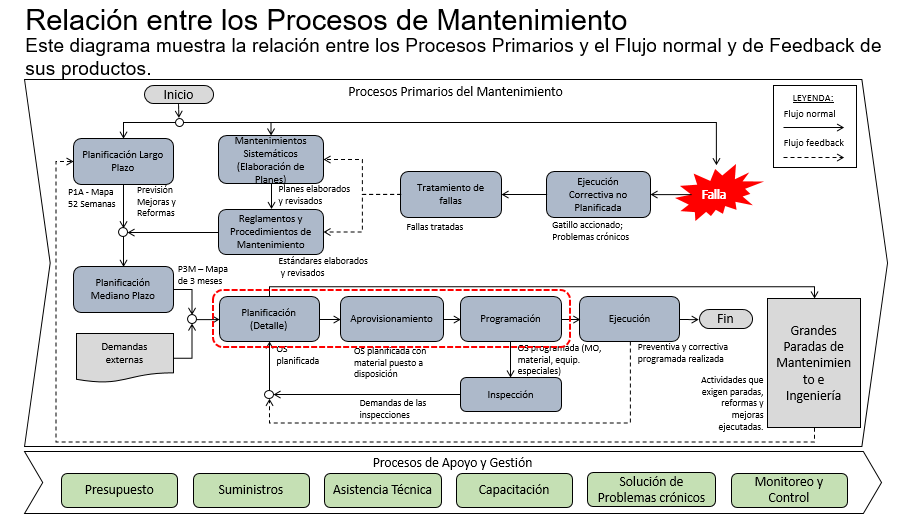 Relación entre los Procesos de Mantenimiento
Este diagrama muestra la relación entre los Procesos Primarios y el Flujo normal y de Feedback de
sus productos.
Inicio
Procesos Primarios del Mantenimiento
LEYENDA:
Flujo normal
Flujo feedback
Planificación Largo
Plazo
Mantenimientos
Sistemáticos
(Elaboración de
Planes)
P1A - Mapa
52 Semanas
Previsión
Mejoras y
Reformas
Planes elaborados
y revisados
Tratamiento de
fallas
Fallas tratadas
Ejecución
Correctiva no
Planificada
Gatillo accionado;
Problemas crónicos
Falla
Reglamentos y
Procedimientos de
Mantenimiento
Estándares elaborados
y revisados
Planificación
Mediano Plazo
P3M – Mapa
de 3 meses
Demandas
externas
Planificación
(Detalle)
Aprovisionamiento
Programación
Ejecución
Fin
OS
planificada
OS planificada con
material puesto a
disposición
OS programada (MO,
material, equip.
especiales)
Preventiva y correctiva
programada realizada
Inspección
Demandas de las
inspecciones
Grandes
Paradas de
Mantenimien
to e
Ingeniería
Actividades que
exigen paradas,
reformas y
mejoras
ejecutadas.
Procesos de Apoyo y Gestión
Presupuesto
Suministros
Asistencia Técnica
Capacitación
Solución de
Problemas crónicos
Monitoreo y
Control